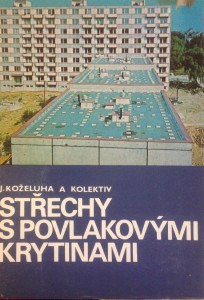 J. KOŽELUHA A KOLEKTIV
STŘECHY
S POVLAKOVÝMI
KRYTINAMI